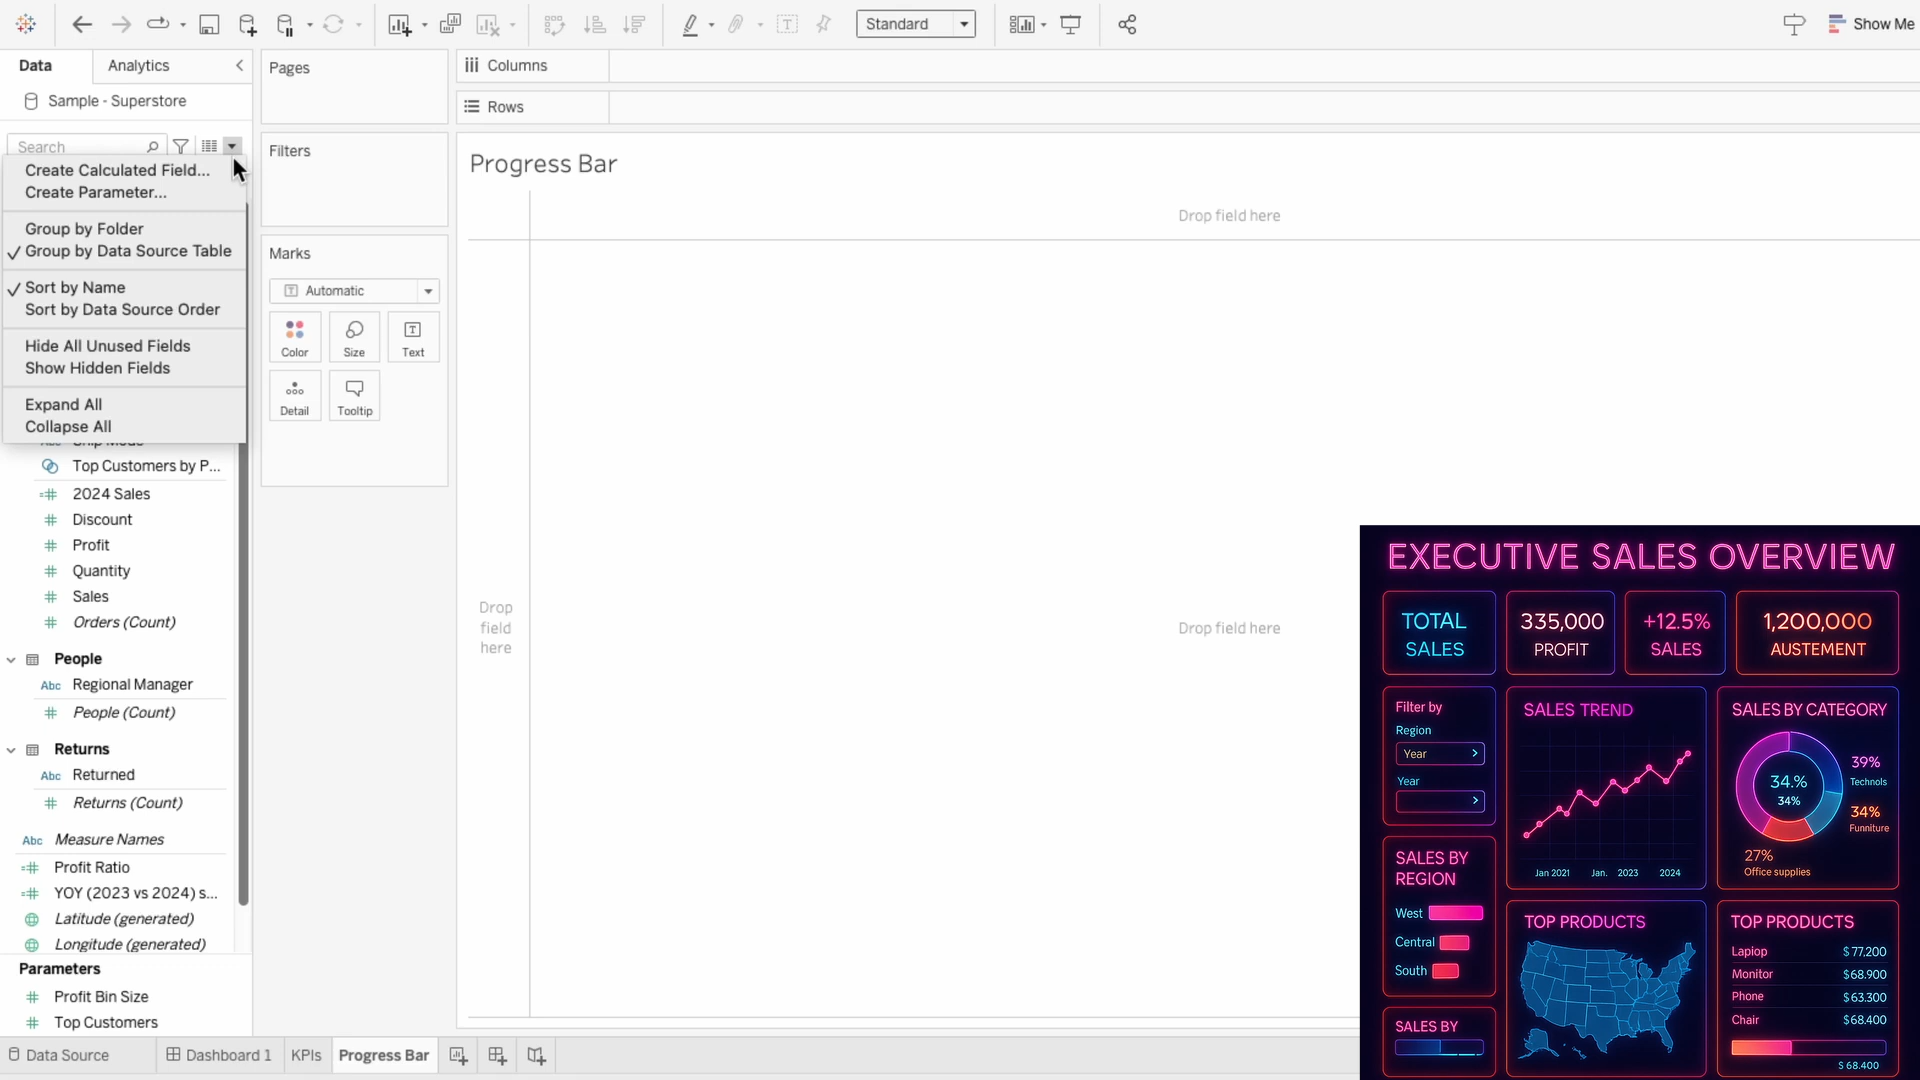 Standard
Show Me
Data
Analytics
Pages
Columns
Sample - Superstore
Rows
Search
Filters
Progress Bar
Create Calculated Field...
Create Parameter...
Group by Folder
Group by Data Source Table
Sort by Name
Sort by Data Source Order
Hide All Unused Fields
Show Hidden Fields
Expand All
Collapse All
Marks
Automatic
Color
Size
Text
Detail
Tooltip
Drop field here
Drop
field
here
Drop field here
Top Customers by P...
2024 Sales
Discount
Profit
Quantity
Sales
Orders (Count)
People
Abc Regional Manager
People (Count)
Returns
Abc Returned
Returns (Count)
Abc Measure Names
Profit Ratio
YOY (2023 vs 2024) s...
Latitude (generated)
Longitude (generated)
Parameters
Profit Bin Size
Top Customers
Data Source
Dashboard 1
KPIs
Progress Bar
EXECUTIVE SALES OVERVIEW
TOTAL
SALES
335,000
PROFIT
+12.5%
SALES
1,200,000
AUSTEMENT
Filter by
Region
Year
Year
SALES TREND
Jan 2021 Jan. 2023 2024
SALES BY CATEGORY
34.%
34%
39%
Technols
34%
Funniture
27%
Office supplies
SALES BY
REGION
West
Central
South
SALES BY
TOP PRODUCTS
TOP PRODUCTS
Lapiop $ 77,200
Monitor $68.900
Phone $63.300
Chair $68.400
$ 68.400